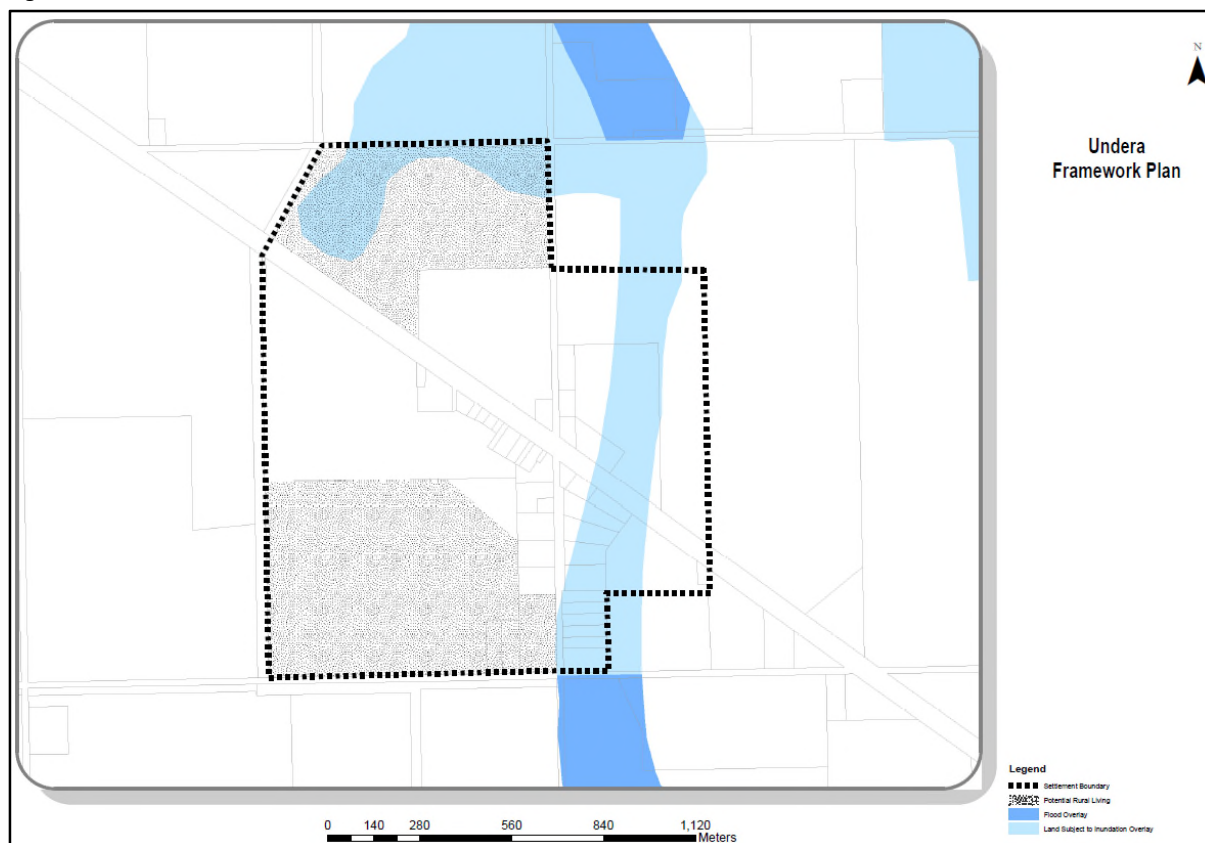 N
Undera
Framework Plan
Legend
Settlement Boundary
Potential Rural Living
Flood Overlay
Land Subject to Inundation Overlay
0 140 280 560 840 1,120
Meters